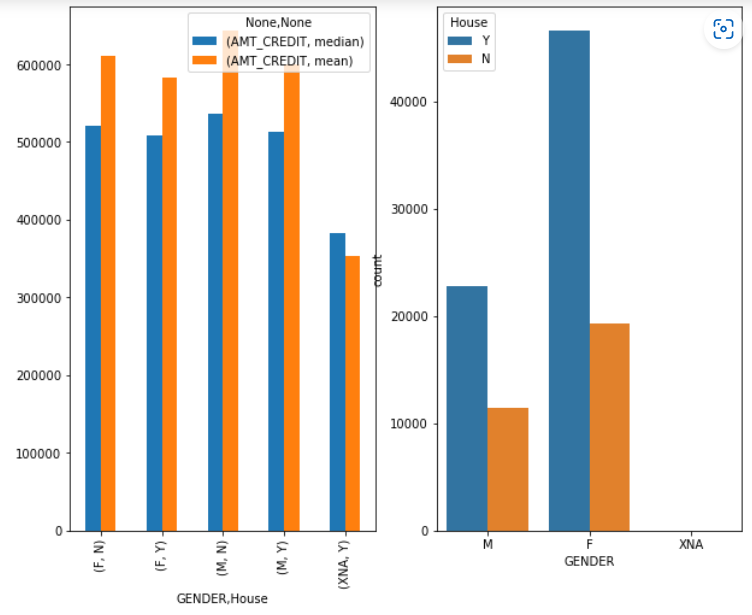 None,None
(AMT_CREDIT, median)
(AMT_CREDIT, mean)
600000
500000
400000
300000
200000
100000
0
(F, N)
(F, Y)
(M, N)
(M, Y)
(XNA, Y)
GENDER,House
House
Y
N
count
40000
30000
20000
10000
0
M
F
XNA
GENDER